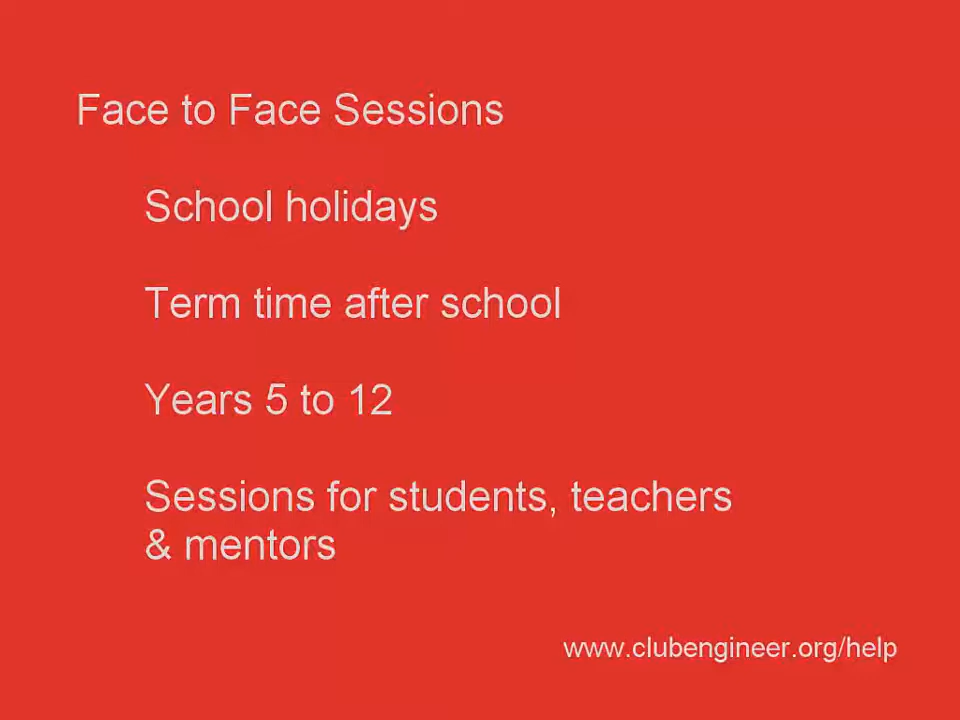 Face to Face Sessions
School holidays
Term time after school
Years 5 to 12
Sessions for students, teachers
& mentors
www.clubengineer.org/help